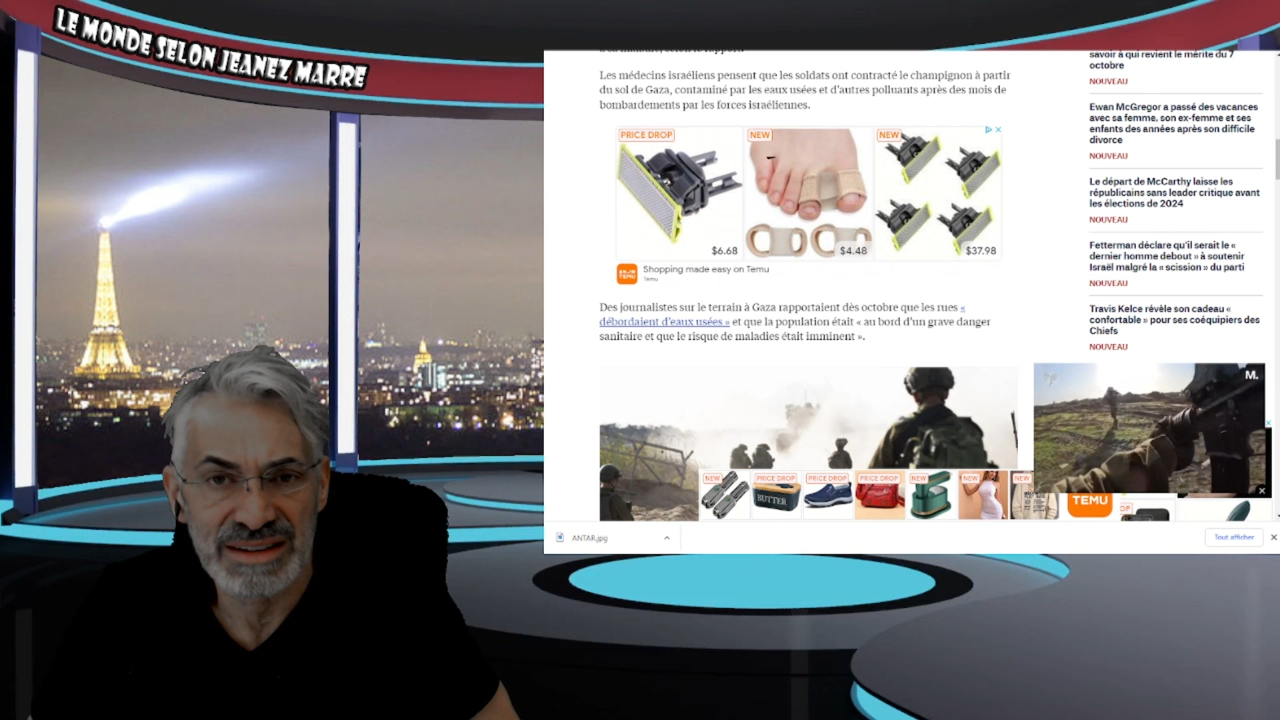 LE MONDE SELON JEANEZ MARRE
Les médecins israéliens pensent que les soldats ont contracté le champignon à partir
du sol de Gaza, contaminé par les eaux usées et d'autres polluants après des mois de
bombardements par les forces israéliennes.
PRICE DROP
NEW
NEW
$6.68
$4.48
$37.98
Shopping made easy on Temu
Temu
Des journalistes sur le terrain à Gaza rapportaient dès octobre que les rues «
débordaient d'eaux usées » et que la population était « au bord d'un grave danger
sanitaire et que le risque de maladies était imminent ».
NEW
PRICE DROP
PRICE DROP
PRICE DROP
NEW
NEW
NEW
BUTTER
TEMU
ANTAR.jpg
savoir à qui revient le mérite du 7
octobre
NOUVEAU
Ewan McGregor a passé des vacances
avec sa femme, son ex-femme et ses
enfants des années après son difficile
divorce
NOUVEAU
Le départ de McCarthy laisse les
républicains sans leader critique avant
les élections de 2024
NOUVEAU
Fetterman déclare qu'il serait le «
dernier homme debout » à soutenir
Israël malgré la « scission » du parti
NOUVEAU
Travis Kelce révèle son cadeau «
confortable » pour ses coéquipiers des
Chiefs
NOUVEAU
M.
Tout afficher